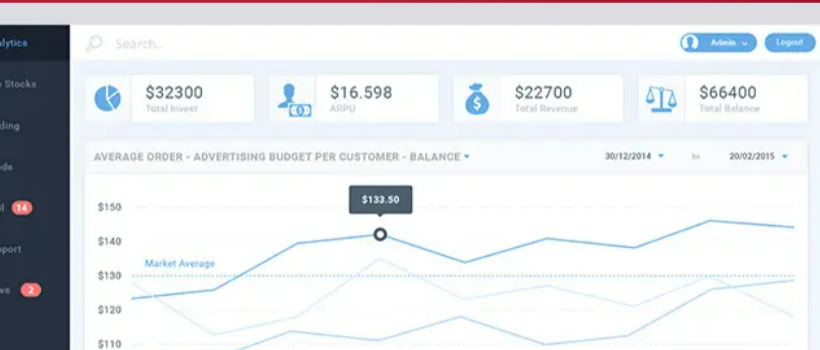 alytics
Search...
Admin
Logout
Stocks
$32300
Total Invest
$16.598
ARPU
$22700
Total Revenue
$66400
Total Balance
ding
AVERAGE ORDER - ADVERTISING BUDGET PER CUSTOMER - BALANCE
30/12/2014
to
20/02/2015
ds
$133.50
14
$150
$140
pport
Market Average
$130
2
$120
$110